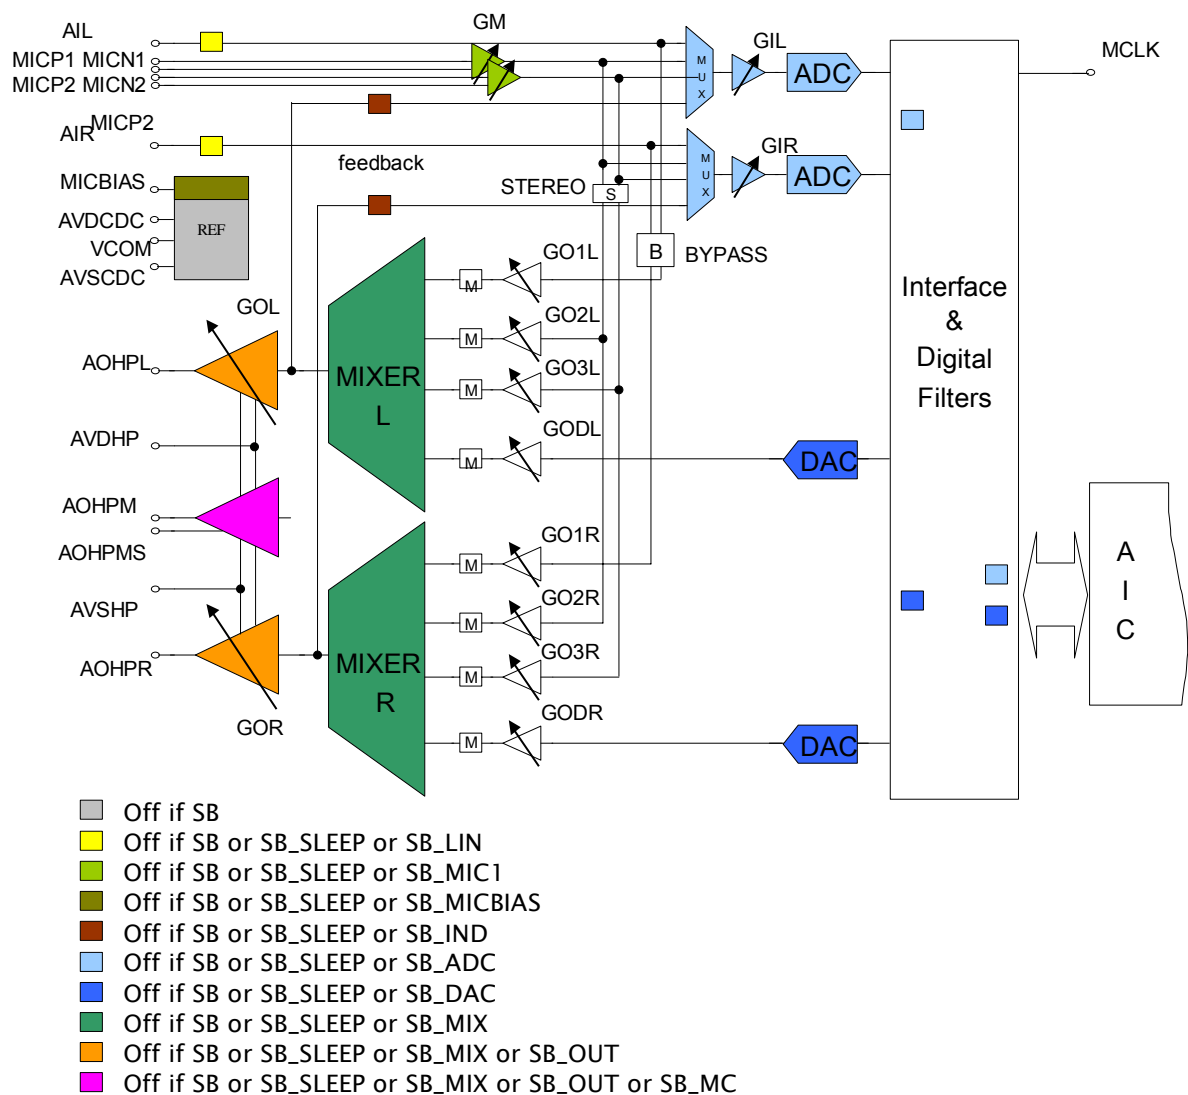 AIL
GM
MICP1 MICN1
MICP2 MICN2
GIL
MUX
ADC
MCLK
MICP2
AIR
feedback
GIR
MUX
ADC
MICBIAS
STEREO
S
AVDCDC
REF
VCOM
AVSCDC
B
BYPASS
GO1L
M
GOL
GO2L
M
AOHPL
MIXER
L
GO3L
M
Interface
&
Digital
Filters
AVDHP
GODL
M
DAC
AOHPM
AOHPMS
GO1R
M
A
I
C
AVSHP
GO2R
M
AOHPR
MIXER
R
GO3R
M
GOR
GODR
M
DAC
Off if SB
Off if SB or SB_SLEEP or SB_LIN
Off if SB or SB_SLEEP or SB_MIC1
Off if SB or SB_SLEEP or SB_MICBIAS
Off if SB or SB_SLEEP or SB_IND
Off if SB or SB_SLEEP or SB_ADC
Off if SB or SB_SLEEP or SB_DAC
Off if SB or SB_SLEEP or SB_MIX
Off if SB or SB_SLEEP or SB_MIX or SB_OUT
Off if SB or SB_SLEEP or SB_MIX or SB_OUT or SB_MC